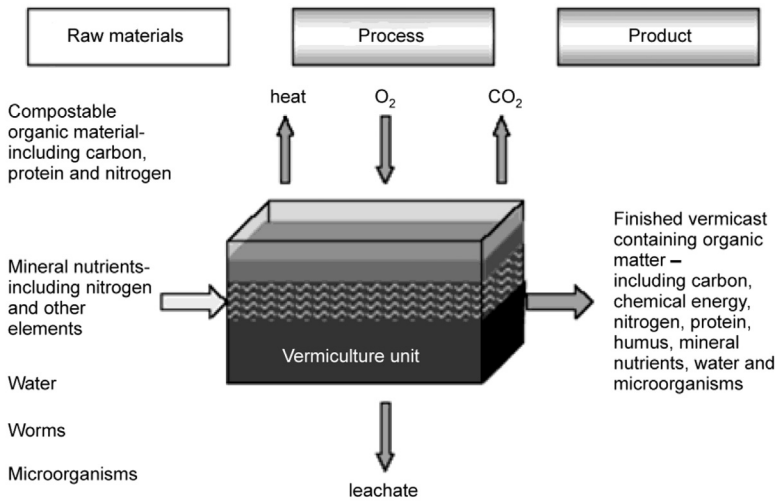 Raw materials
Process
Product
Compostable
organic material-
including carbon,
protein and nitrogen
Mineral nutrients-
including nitrogen
and other
elements
Water
Worms
Microorganisms
heat
O₂
CO₂
Vermiculture unit
leachate
Finished vermicast
containing organic
matter –
including carbon,
chemical energy,
nitrogen, protein,
humus, mineral
nutrients, water and
microorganisms